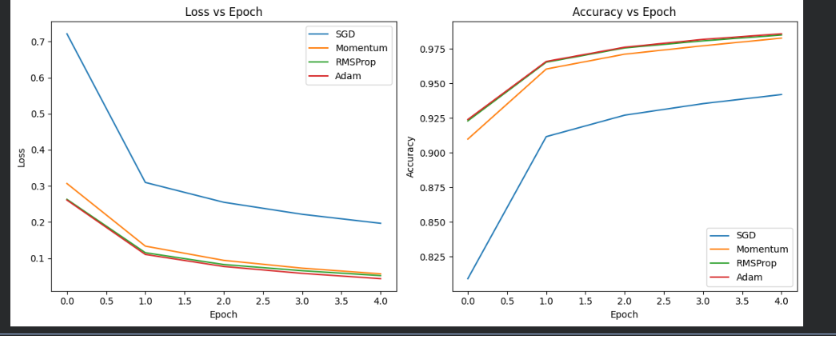 Loss vs Epoch
0.7
0.6
0.5
0.4
0.3
0.2
0.1
Loss
0.0 0.5 1.0 1.5 2.0 2.5 3.0 3.5 4.0
Epoch
SGD
Momentum
RMSProp
Adam
Accuracy vs Epoch
0.975
0.950
0.925
0.900
0.875
0.850
0.825
Accuracy
0.0 0.5 1.0 1.5 2.0 2.5 3.0 3.5 4.0
Epoch
SGD
Momentum
RMSProp
Adam